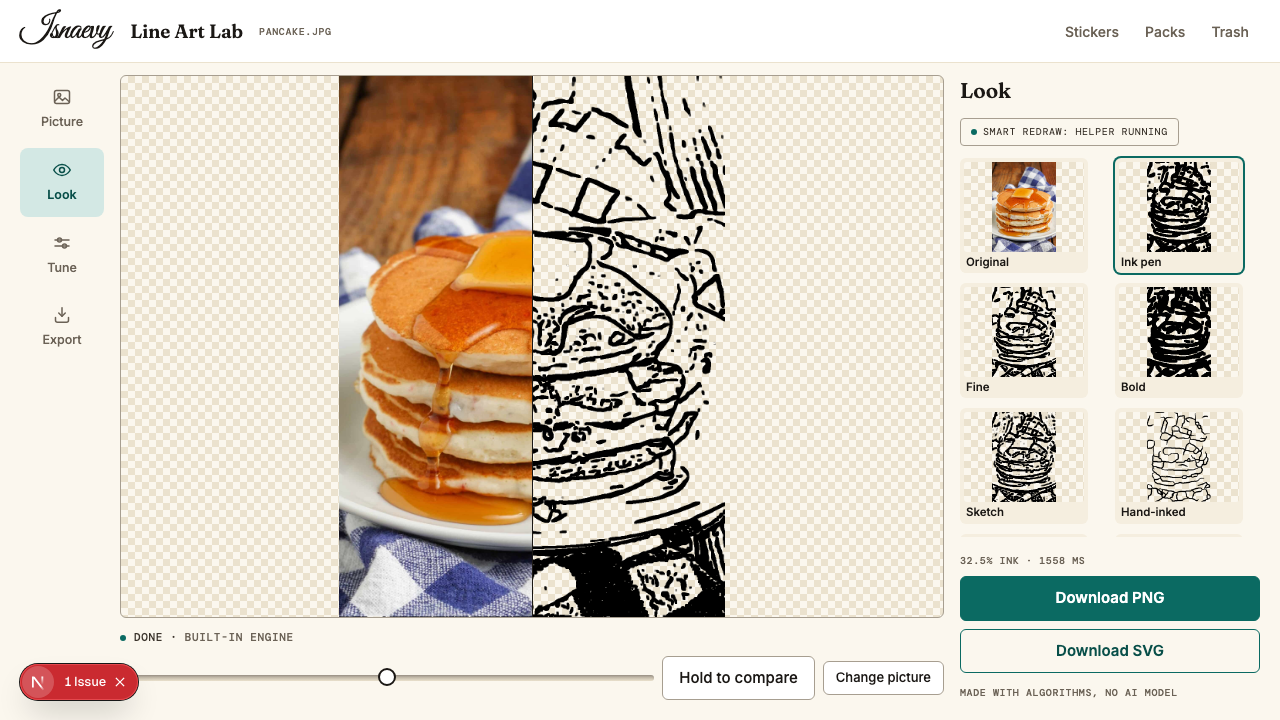 Isnaevy Line Art Lab PANCAKE.JPG
Stickers Packs Trash
Picture
Look
Tune
Export
Look
SMART REDRAW: HELPER RUNNING
Original
Ink pen
Fine
Bold
Sketch
Hand-inked
32.5% INK · 1558 MS
Download PNG
Download SVG
MADE WITH ALGORITHMS, NO AI MODEL
DONE · BUILT-IN ENGINE
1 Issue
Hold to compare
Change picture